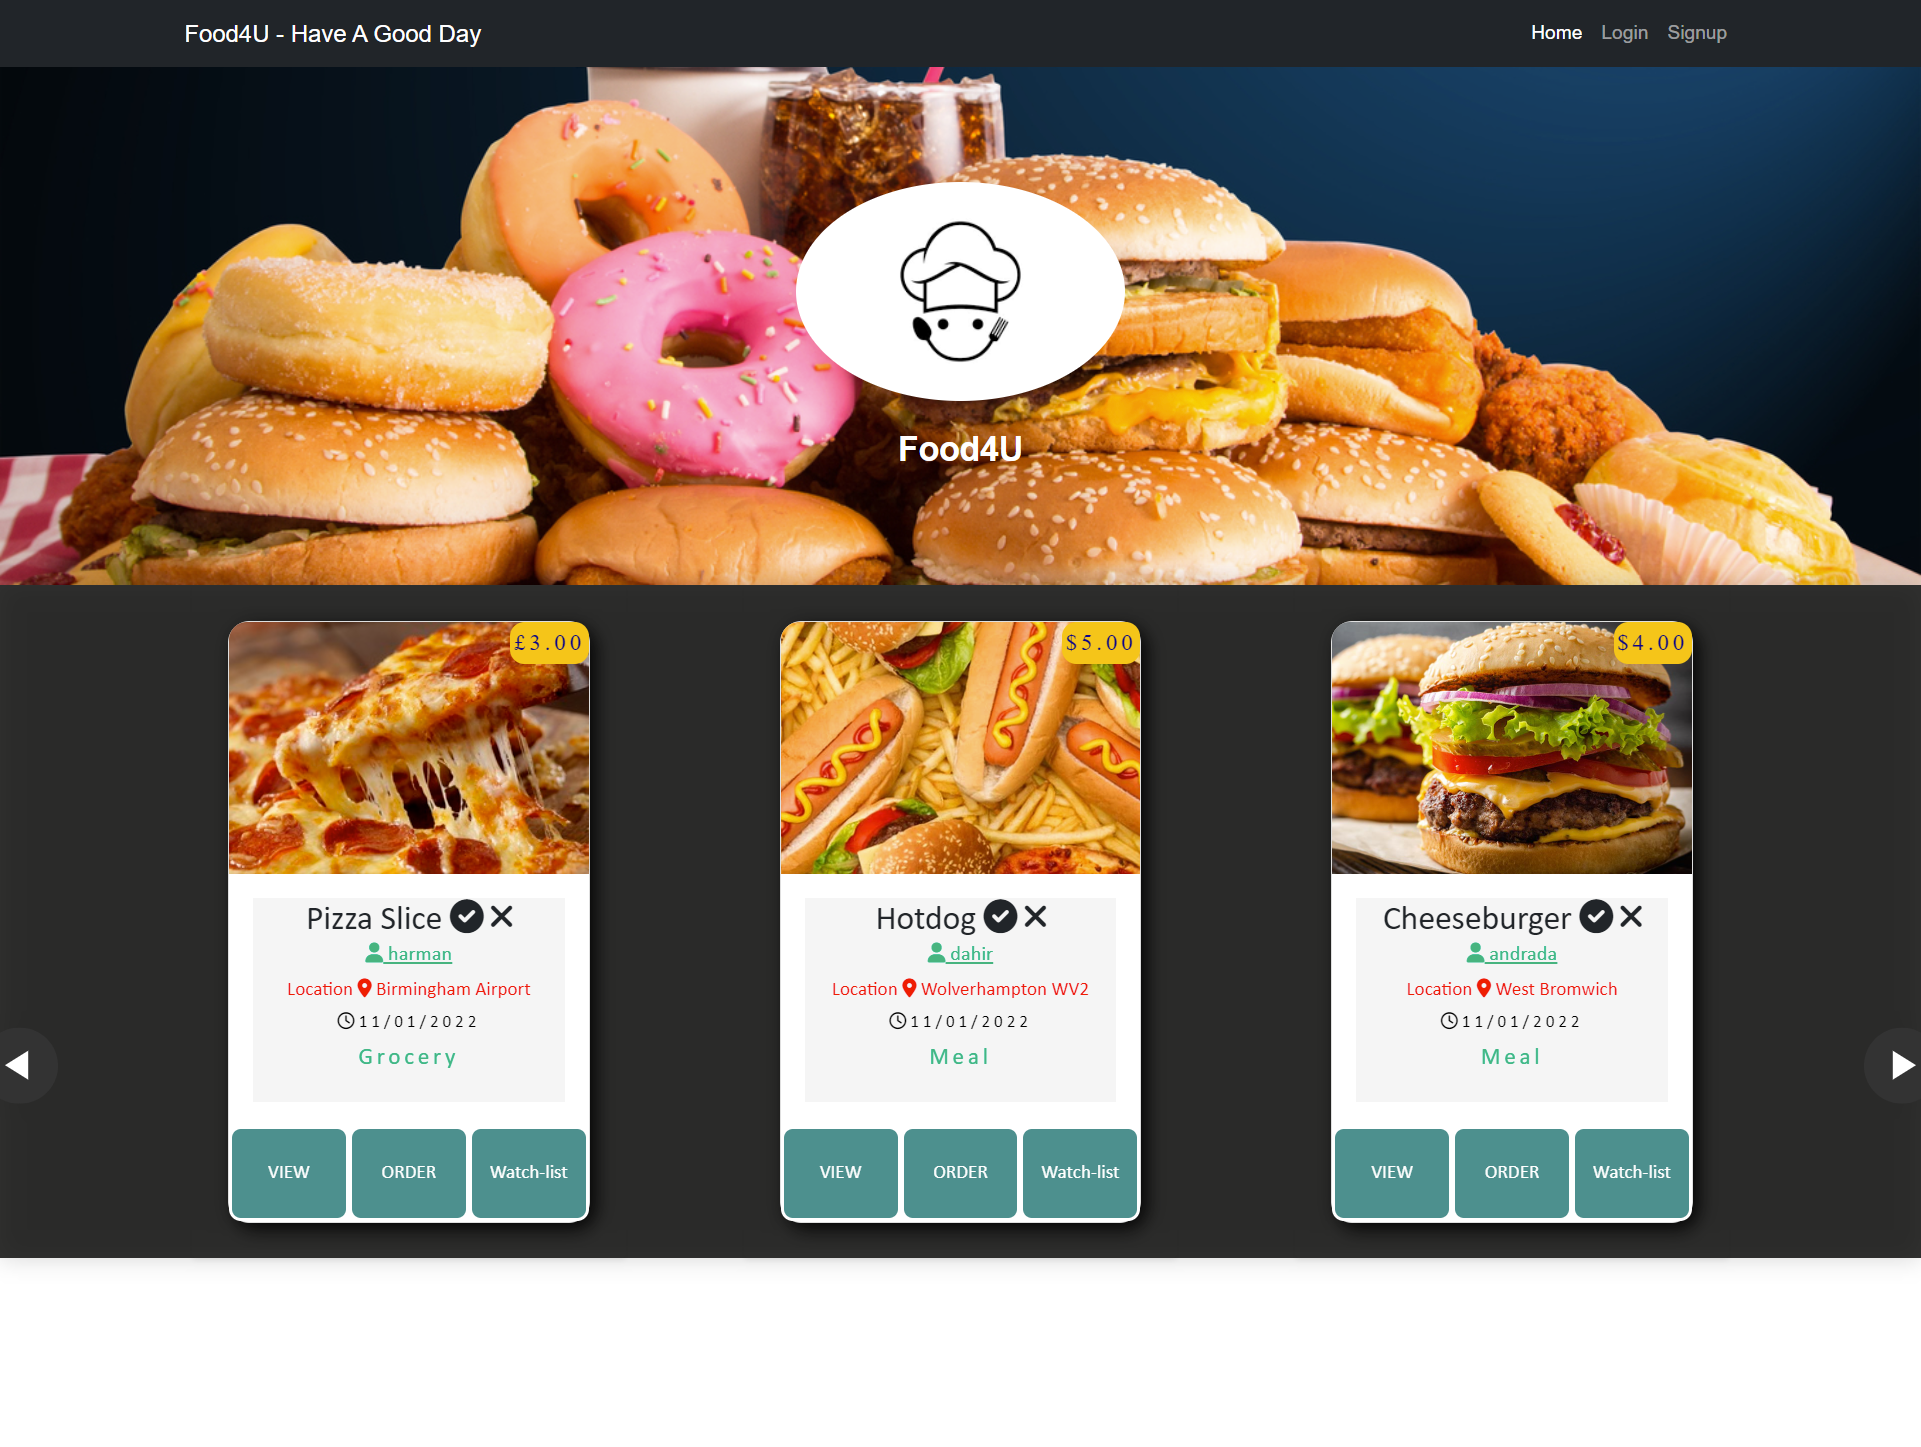 Food4U - Have A Good Day
Home Login Signup
Food4U
£3.00
Pizza Slice
harman
Location Birmingham Airport
11/01/2022
Grocery
VIEW ORDER Watch-list
$5.00
Hotdog
dahir
Location Wolverhampton WV2
11/01/2022
Meal
VIEW ORDER Watch-list
$4.00
Cheeseburger
andrada
Location West Bromwich
11/01/2022
Meal
VIEW ORDER Watch-list